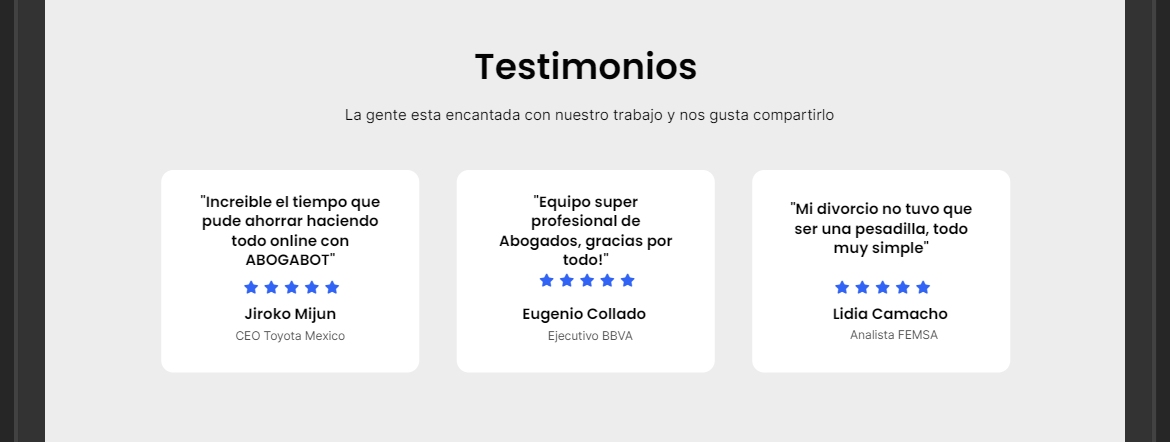 Testimonios
La gente esta encantada con nuestro trabajo y nos gusta compartirlo
"Increible el tiempo que
pude ahorrar haciendo
todo online con
ABOGABOT"
Jiroko Mijun
CEO Toyota Mexico
"Equipo super
profesional de
Abogados, gracias por
todo!"
Eugenio Collado
Ejecutivo BBVA
"Mi divorcio no tuvo que
ser una pesadilla, todo
muy simple"
Lidia Camacho
Analista FEMSA